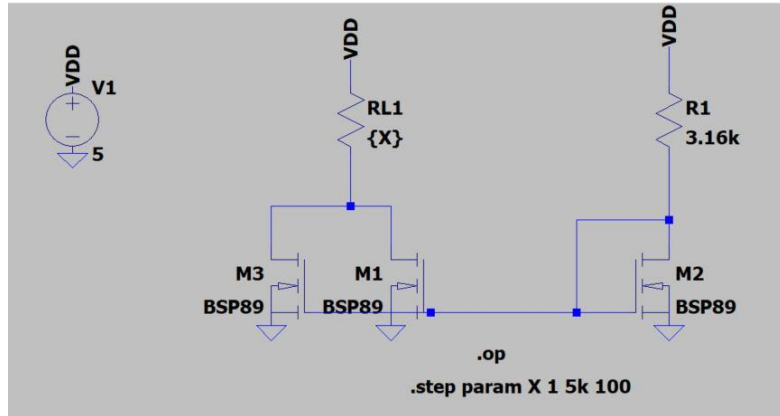 VDD
V1
5
VDD
RL1
{X}
VDD
R1
3.16k
M3
BSP89
M1
BSP89
M2
BSP89
.op
.step param X 1 5k 100